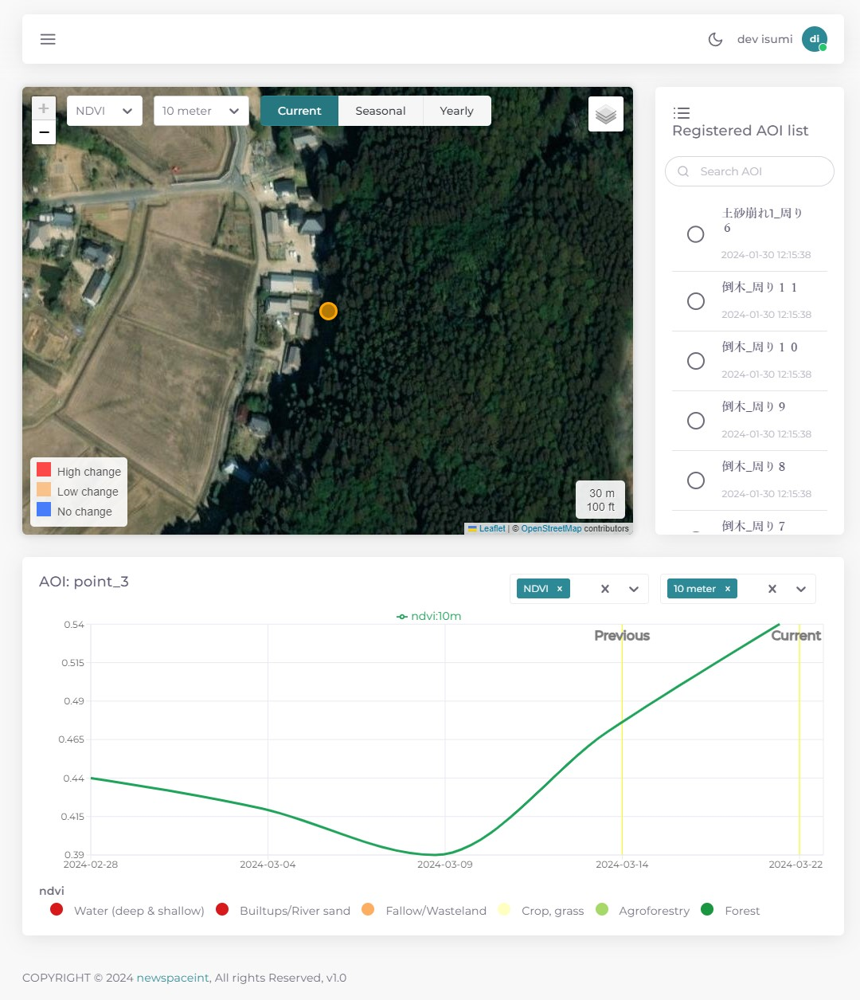 dev isumi
di
+
−
NDVI
10 meter
Current
Seasonal
Yearly
High change
Low change
No change
30 m
100 ft
Leaflet | © OpenStreetMap contributors
Registered AOI list
Search AOI
土砂崩れ1_周り
６
2024-01-30 12:15:38
倒木_周り１１
2024-01-30 12:15:38
倒木_周り１０
2024-01-30 12:15:38
倒木_周り９
2024-01-30 12:15:38
倒木_周り８
2024-01-30 12:15:38
倒木_周り７
AOI: point_3
NDVI ×
10 meter ×
ndvi:10m
Previous
Current
0.54
0.515
0.49
0.465
0.44
0.415
0.39
2024-02-28
2024-03-04
2024-03-09
2024-03-14
2024-03-22
ndvi
Water (deep & shallow)
Builtups/River sand
Fallow/Wasteland
Crop, grass
Agroforestry
Forest
COPYRIGHT © 2024 newspaceint, All rights Reserved, v1.0